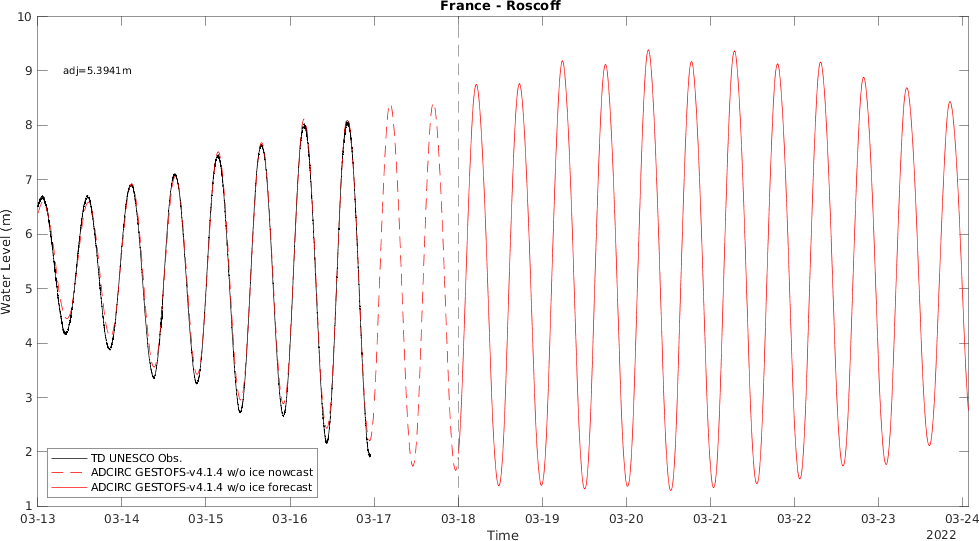 France - Roscoff
10
9
8
7
6
5
4
3
2
1
Water Level (m)
adj=5.3941m
TD UNESCO Obs.
ADCIRC GESTOFS-v4.1.4 w/o ice nowcast
ADCIRC GESTOFS-v4.1.4 w/o ice forecast
03-13 03-14 03-15 03-16 03-17 03-18 03-19 03-20 03-21 03-22 03-23 03-24
Time
2022